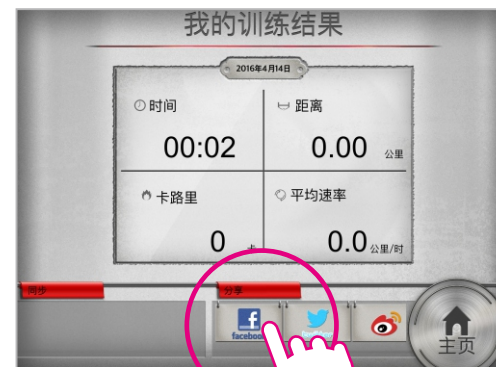 我的训练结果
2016年4月14日
时间
距离
00:02
0.00 公里
卡路里
平均速率
0 卡
0.0 公里/时
同步
分享
facebook
主页